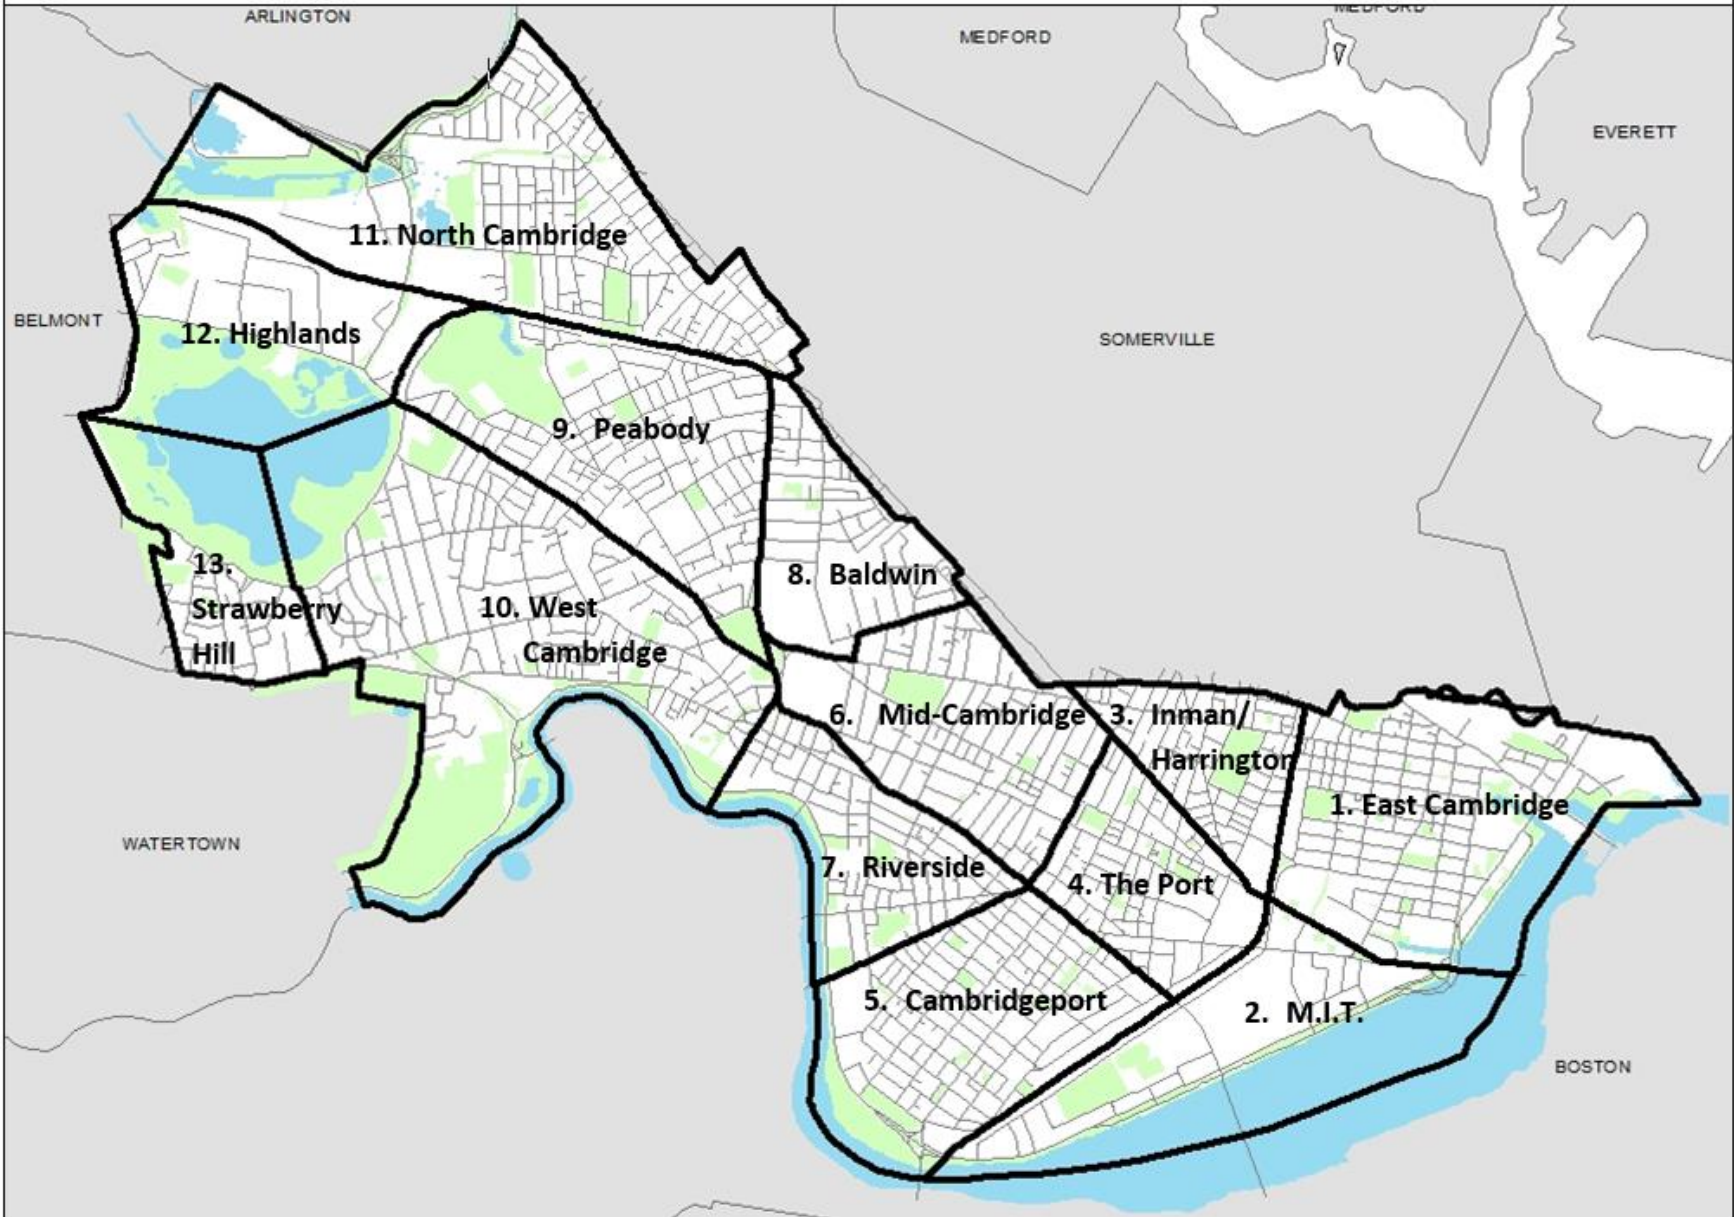 ARLINGTON
MEDFORD
MEDFORD
EVERETT
11. North Cambridge
BELMONT
12. Highlands
SOMERVILLE
9. Peabody
13.
Strawberry
Hill
8. Baldwin
10. West
Cambridge
6. Mid-Cambridge
3. Inman/
Harrington
1. East Cambridge
WATERTOWN
7. Riverside
4. The Port
5. Cambridgeport
2. M.I.T.
BOSTON